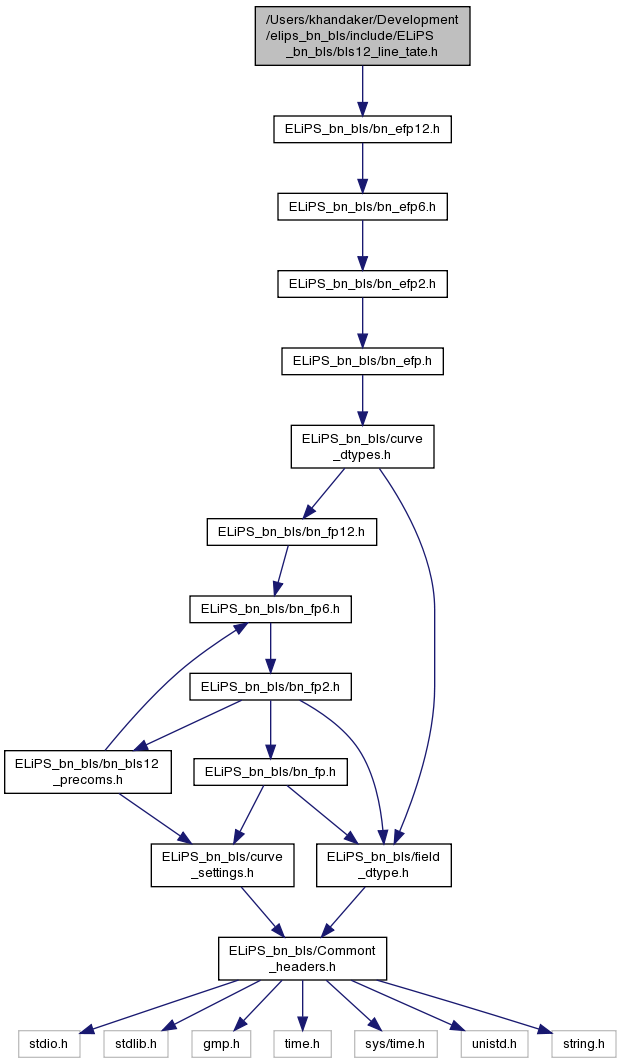 /Users/khandaker/Development
/elips_bn_bls/include/ELiPS
_bn_bls/bls12_line_tate.h
ELiPS_bn_bls/bn_efp12.h
ELiPS_bn_bls/bn_efp6.h
ELiPS_bn_bls/bn_efp2.h
ELiPS_bn_bls/bn_efp.h
ELiPS_bn_bls/curve
_dtypes.h
ELiPS_bn_bls/bn_fp12.h
ELiPS_bn_bls/bn_fp6.h
ELiPS_bn_bls/bn_fp2.h
ELiPS_bn_bls/bn_bls12
_precoms.h
ELiPS_bn_bls/bn_fp.h
ELiPS_bn_bls/curve
_settings.h
ELiPS_bn_bls/field
_dtype.h
ELiPS_bn_bls/Commont
_headers.h
stdio.h
stdlib.h
gmp.h
time.h
sys/time.h
unistd.h
string.h